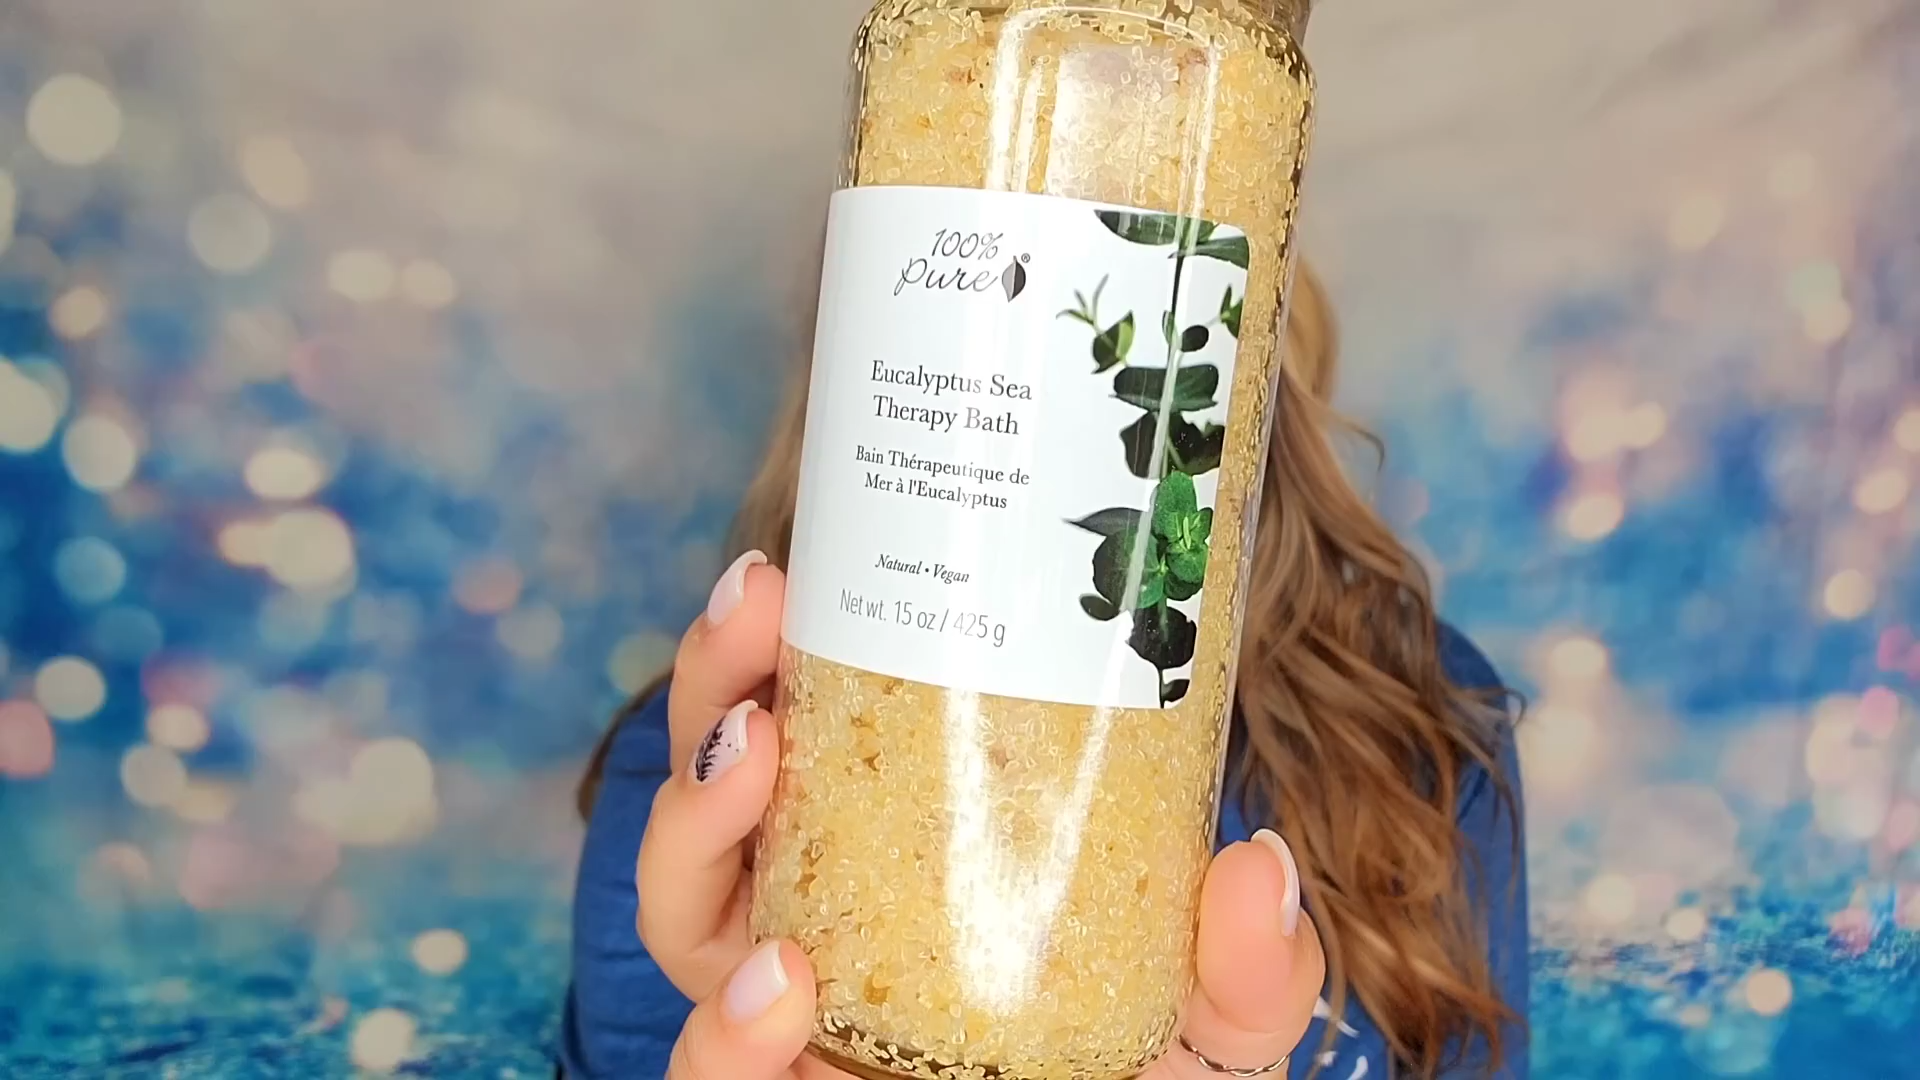 100%
pure®
Eucalyptus Sea
Therapy Bath
Bain Thérapeutique de
Mer à l'Eucalyptus
Natural • Vegan
Net wt. 15 oz / 425 g